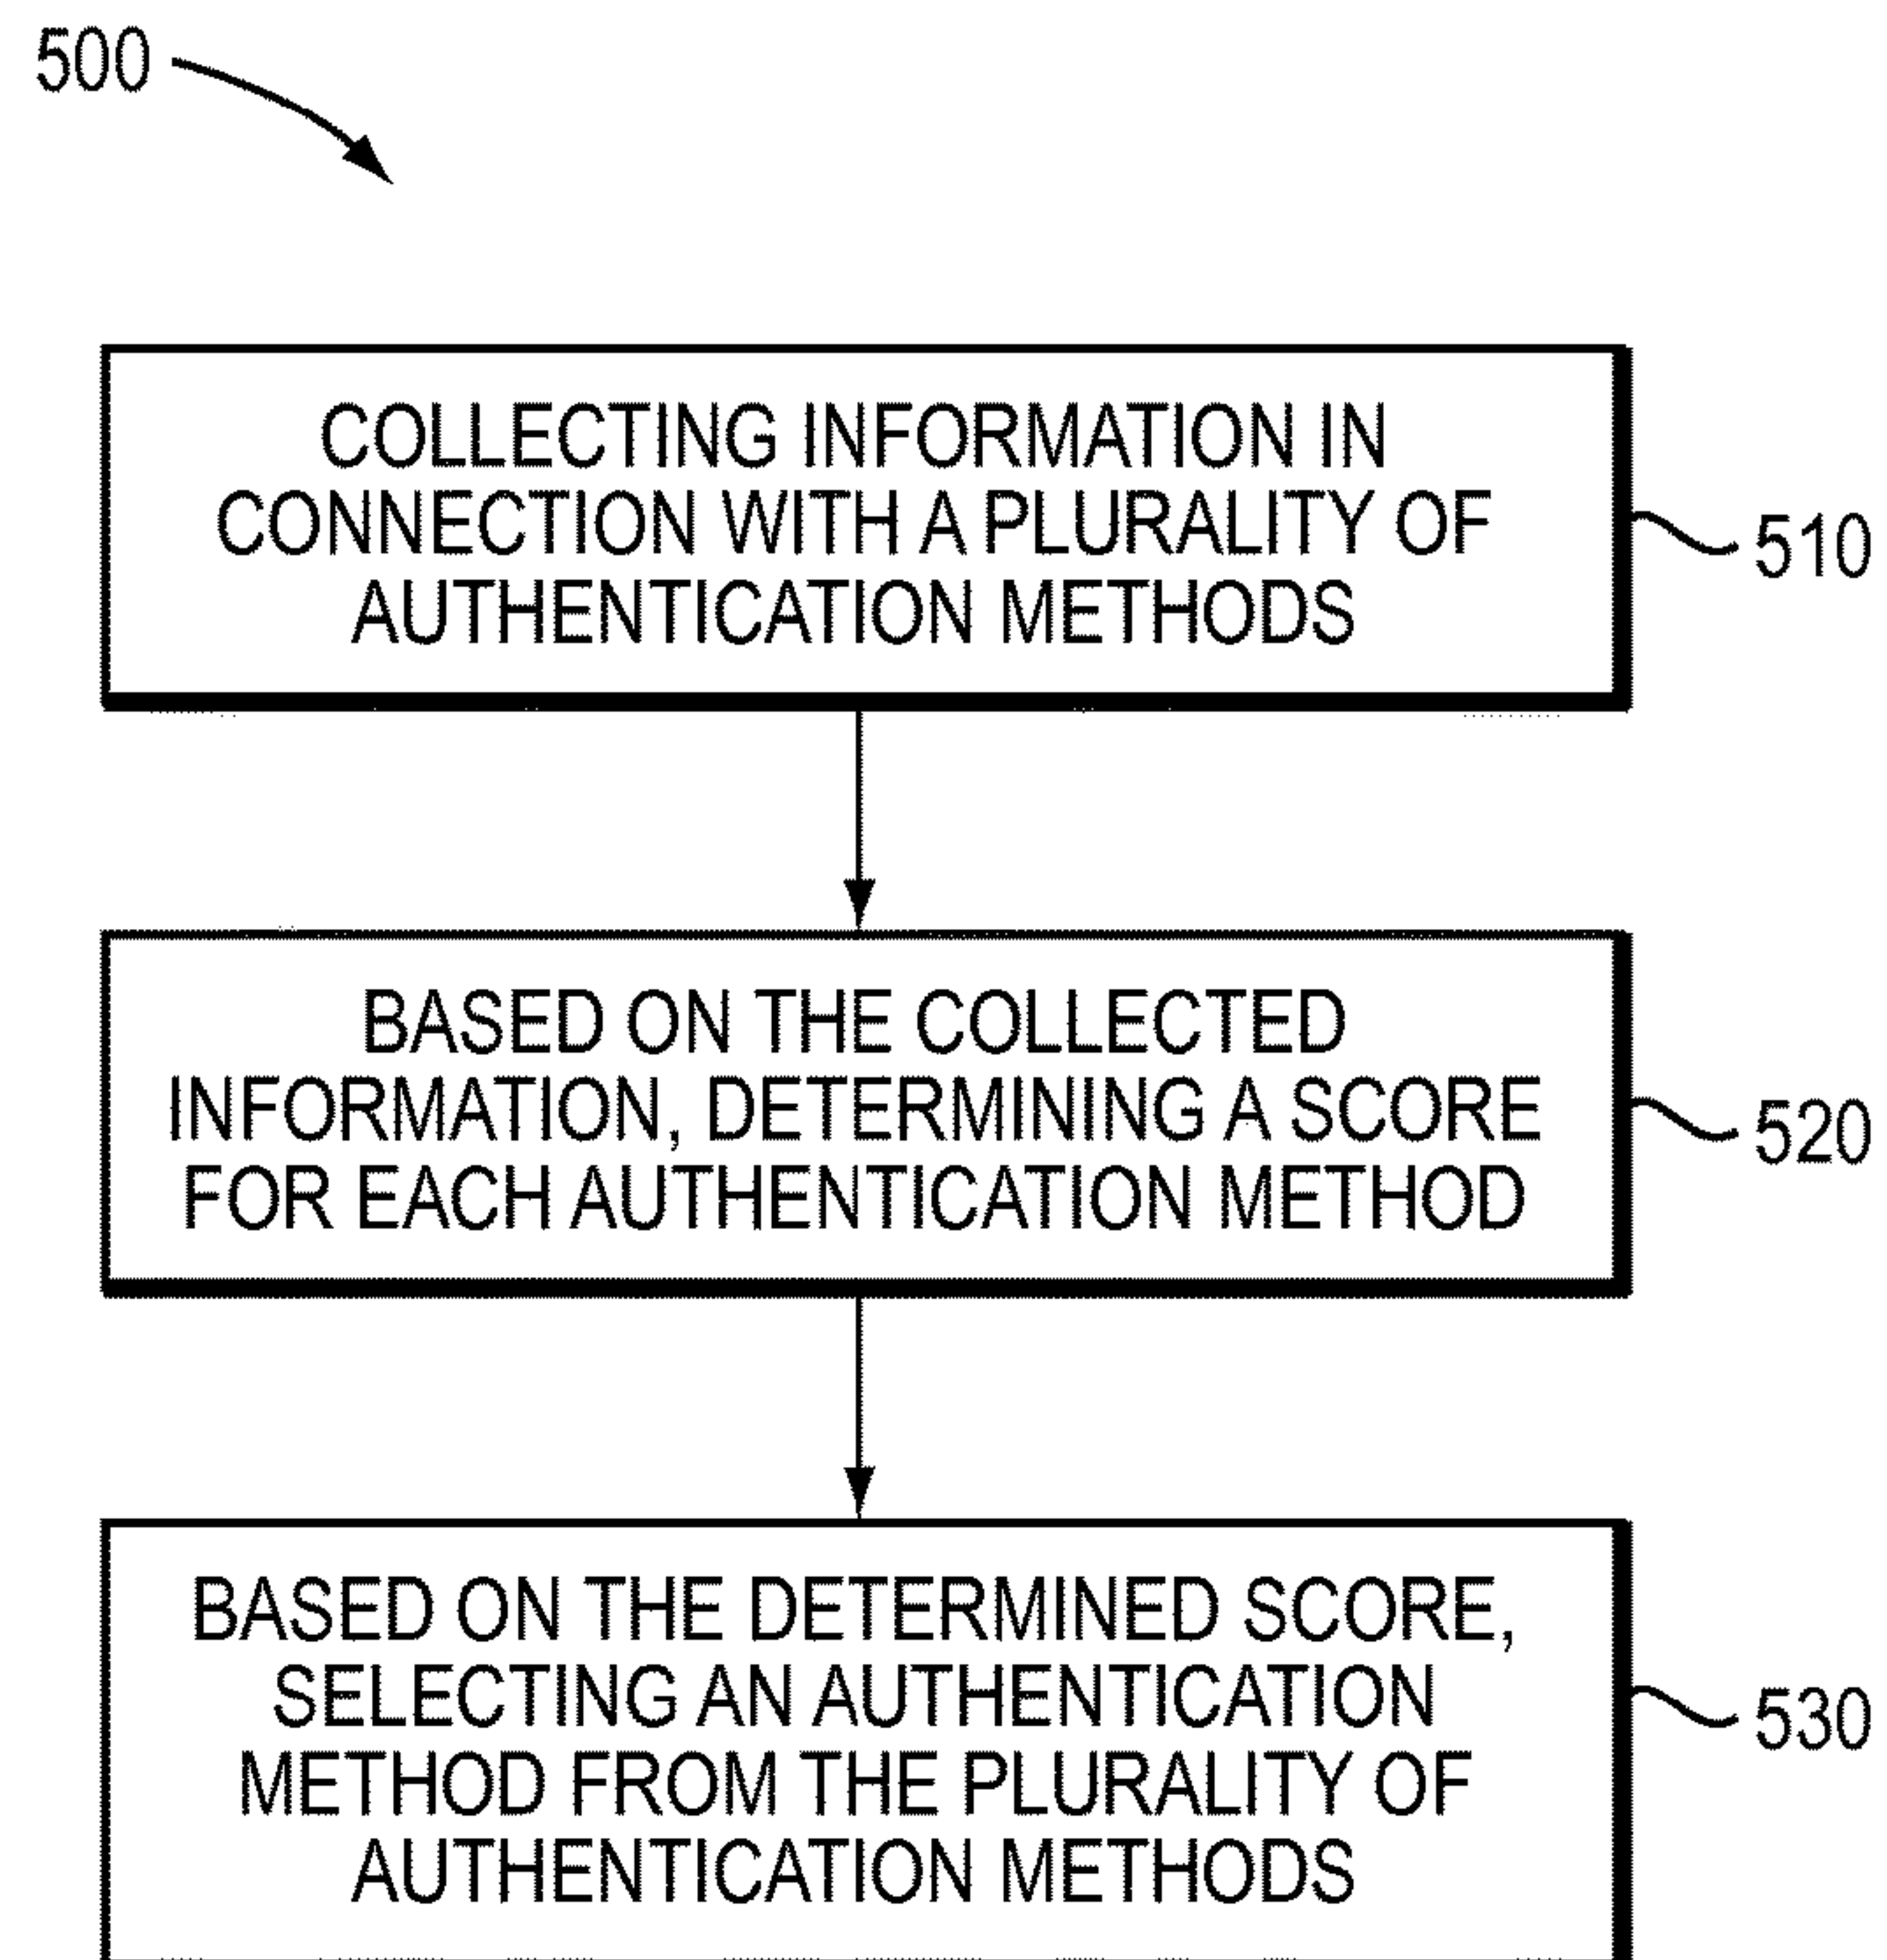 500
COLLECTING INFORMATION IN
CONNECTION WITH A PLURALITY OF
AUTHENTICATION METHODS
510
BASED ON THE COLLECTED
INFORMATION, DETERMINING A SCORE
FOR EACH AUTHENTICATION METHOD
520
BASED ON THE DETERMINED SCORE,
SELECTING AN AUTHENTICATION
METHOD FROM THE PLURALITY OF
AUTHENTICATION METHODS
530